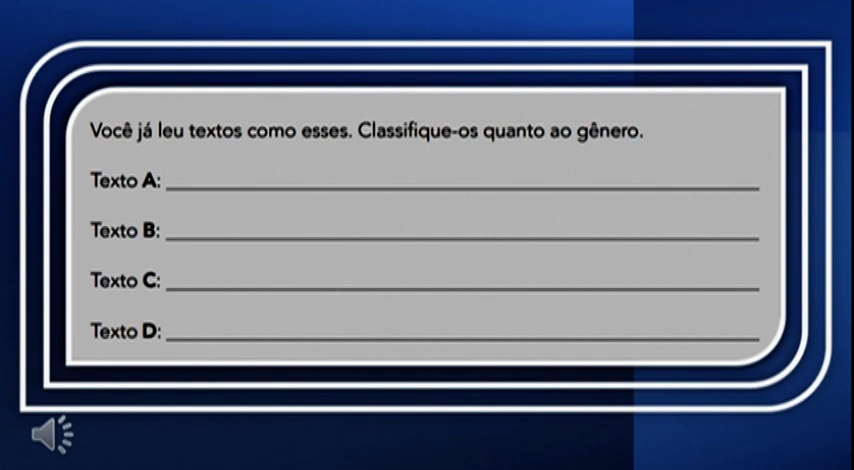 Você já leu textos como esses. Classifique-os quanto ao gênero.
Texto A:
Texto B:
Texto C:
Texto D: